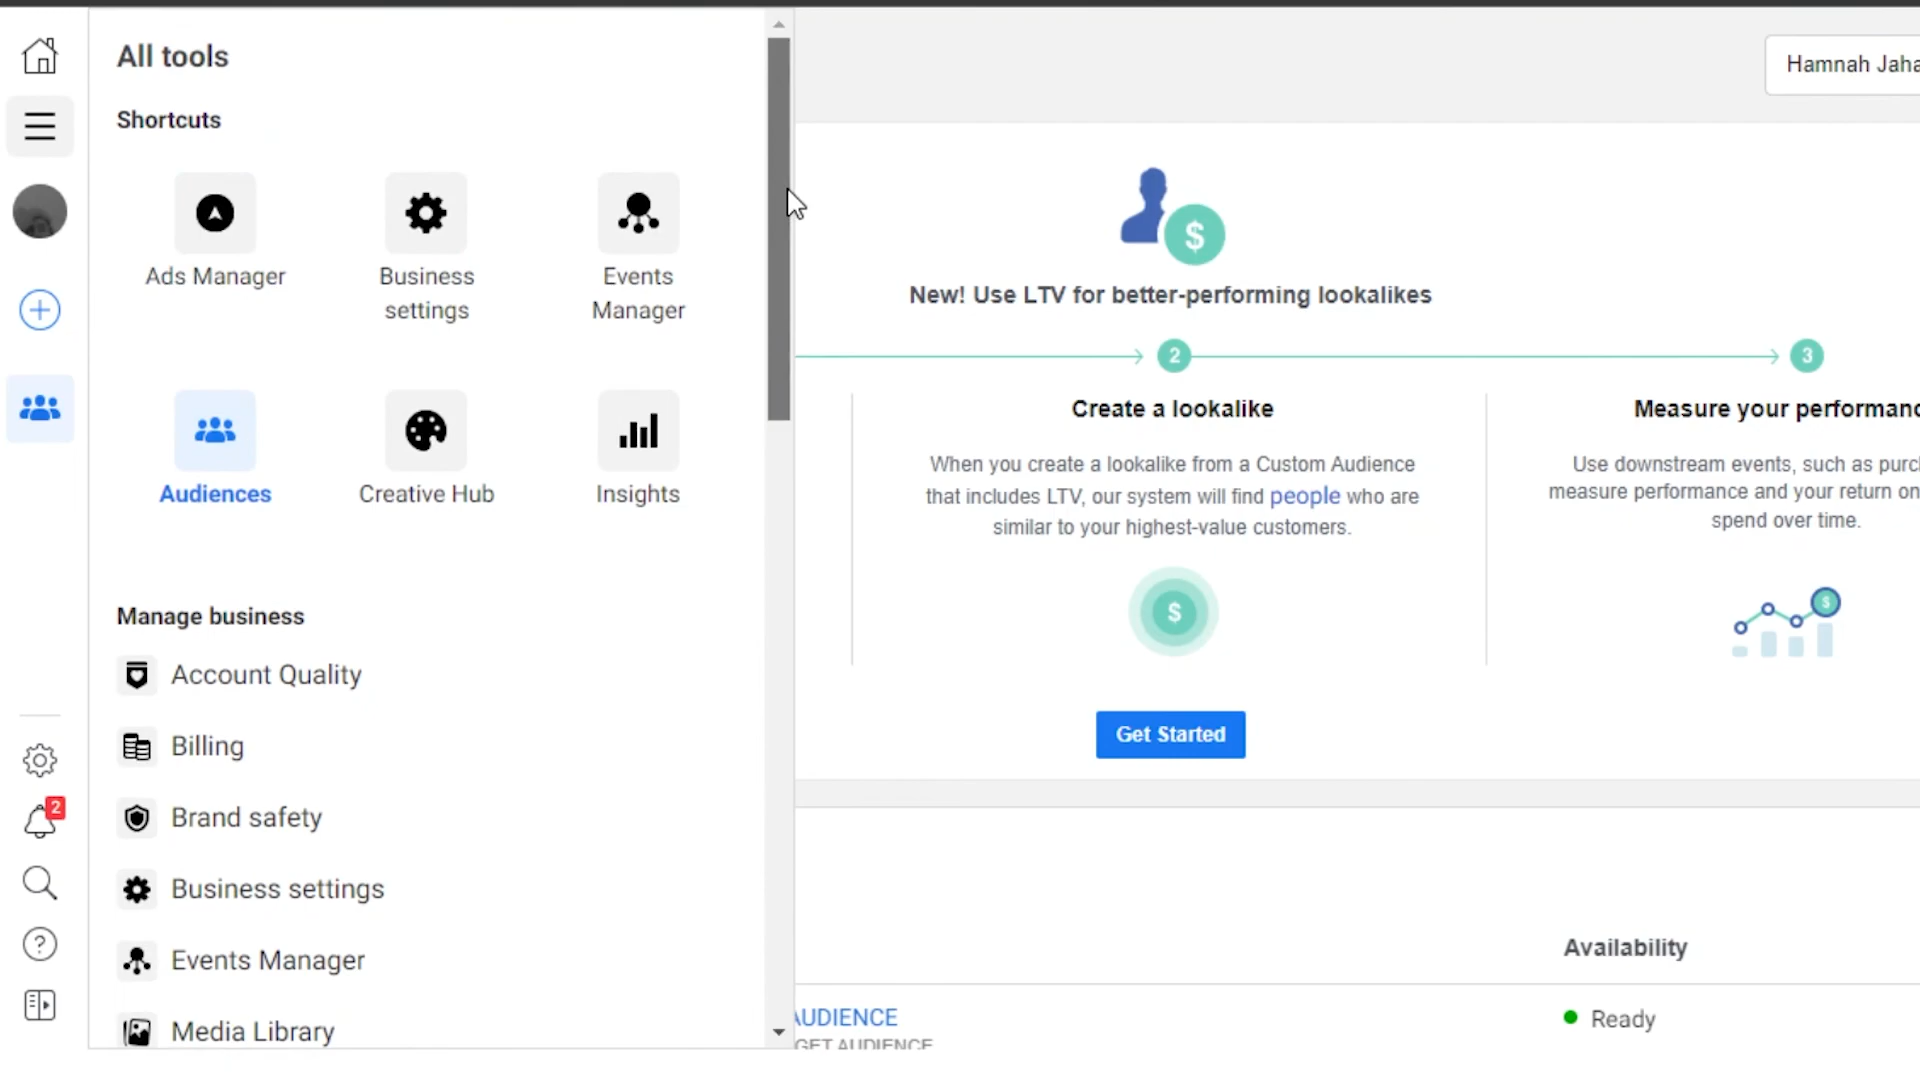 All tools
Shortcuts
Ads Manager
Business
settings
Events
Manager
Audiences
Creative Hub
Insights
Manage business
Account Quality
Billing
Brand safety
Business settings
Events Manager
Media Library
2
Hamnah Jaha
$
New! Use LTV for better-performing lookalikes
2
3
Create a lookalike
When you create a lookalike from a Custom Audience
that includes LTV, our system will find people who are
similar to your highest-value customers.
$
Get Started
Measure your performanc
Use downstream events, such as purc
measure performance and your return on
spend over time.
$
Availability
AUDIENCE
GET AUDIENCE
Ready